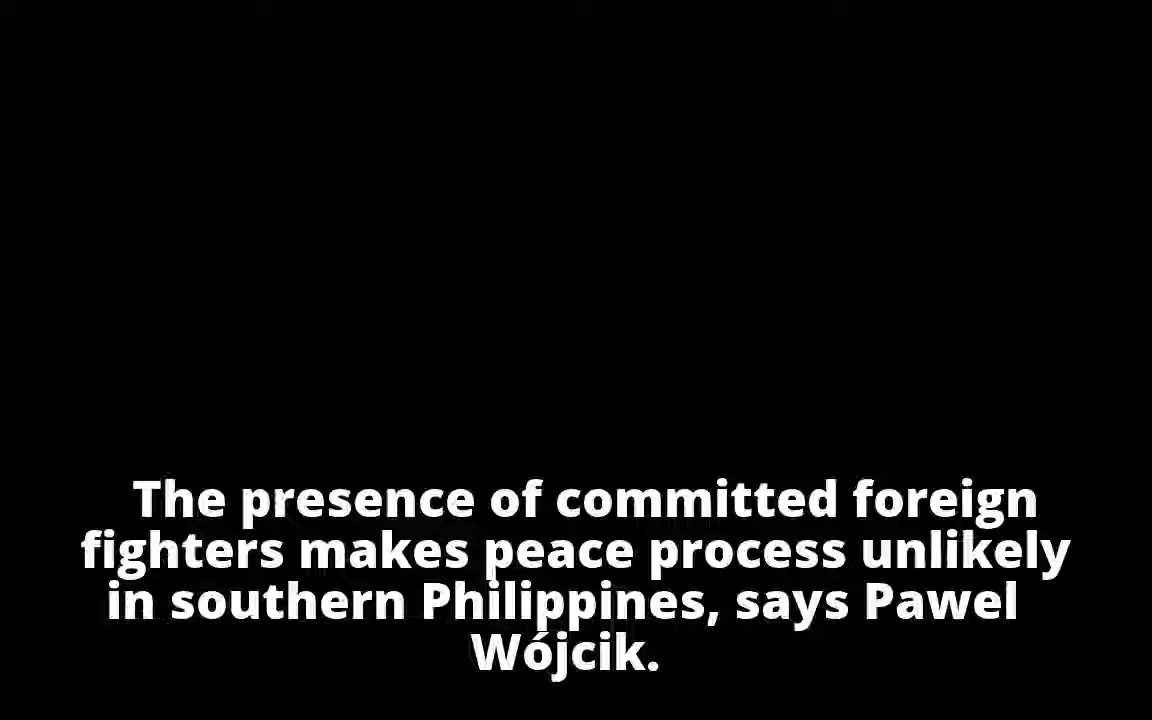 The presence of committed foreign
fighters makes peace process unlikely
in southern Philippines, says Pawel
Wójcik.